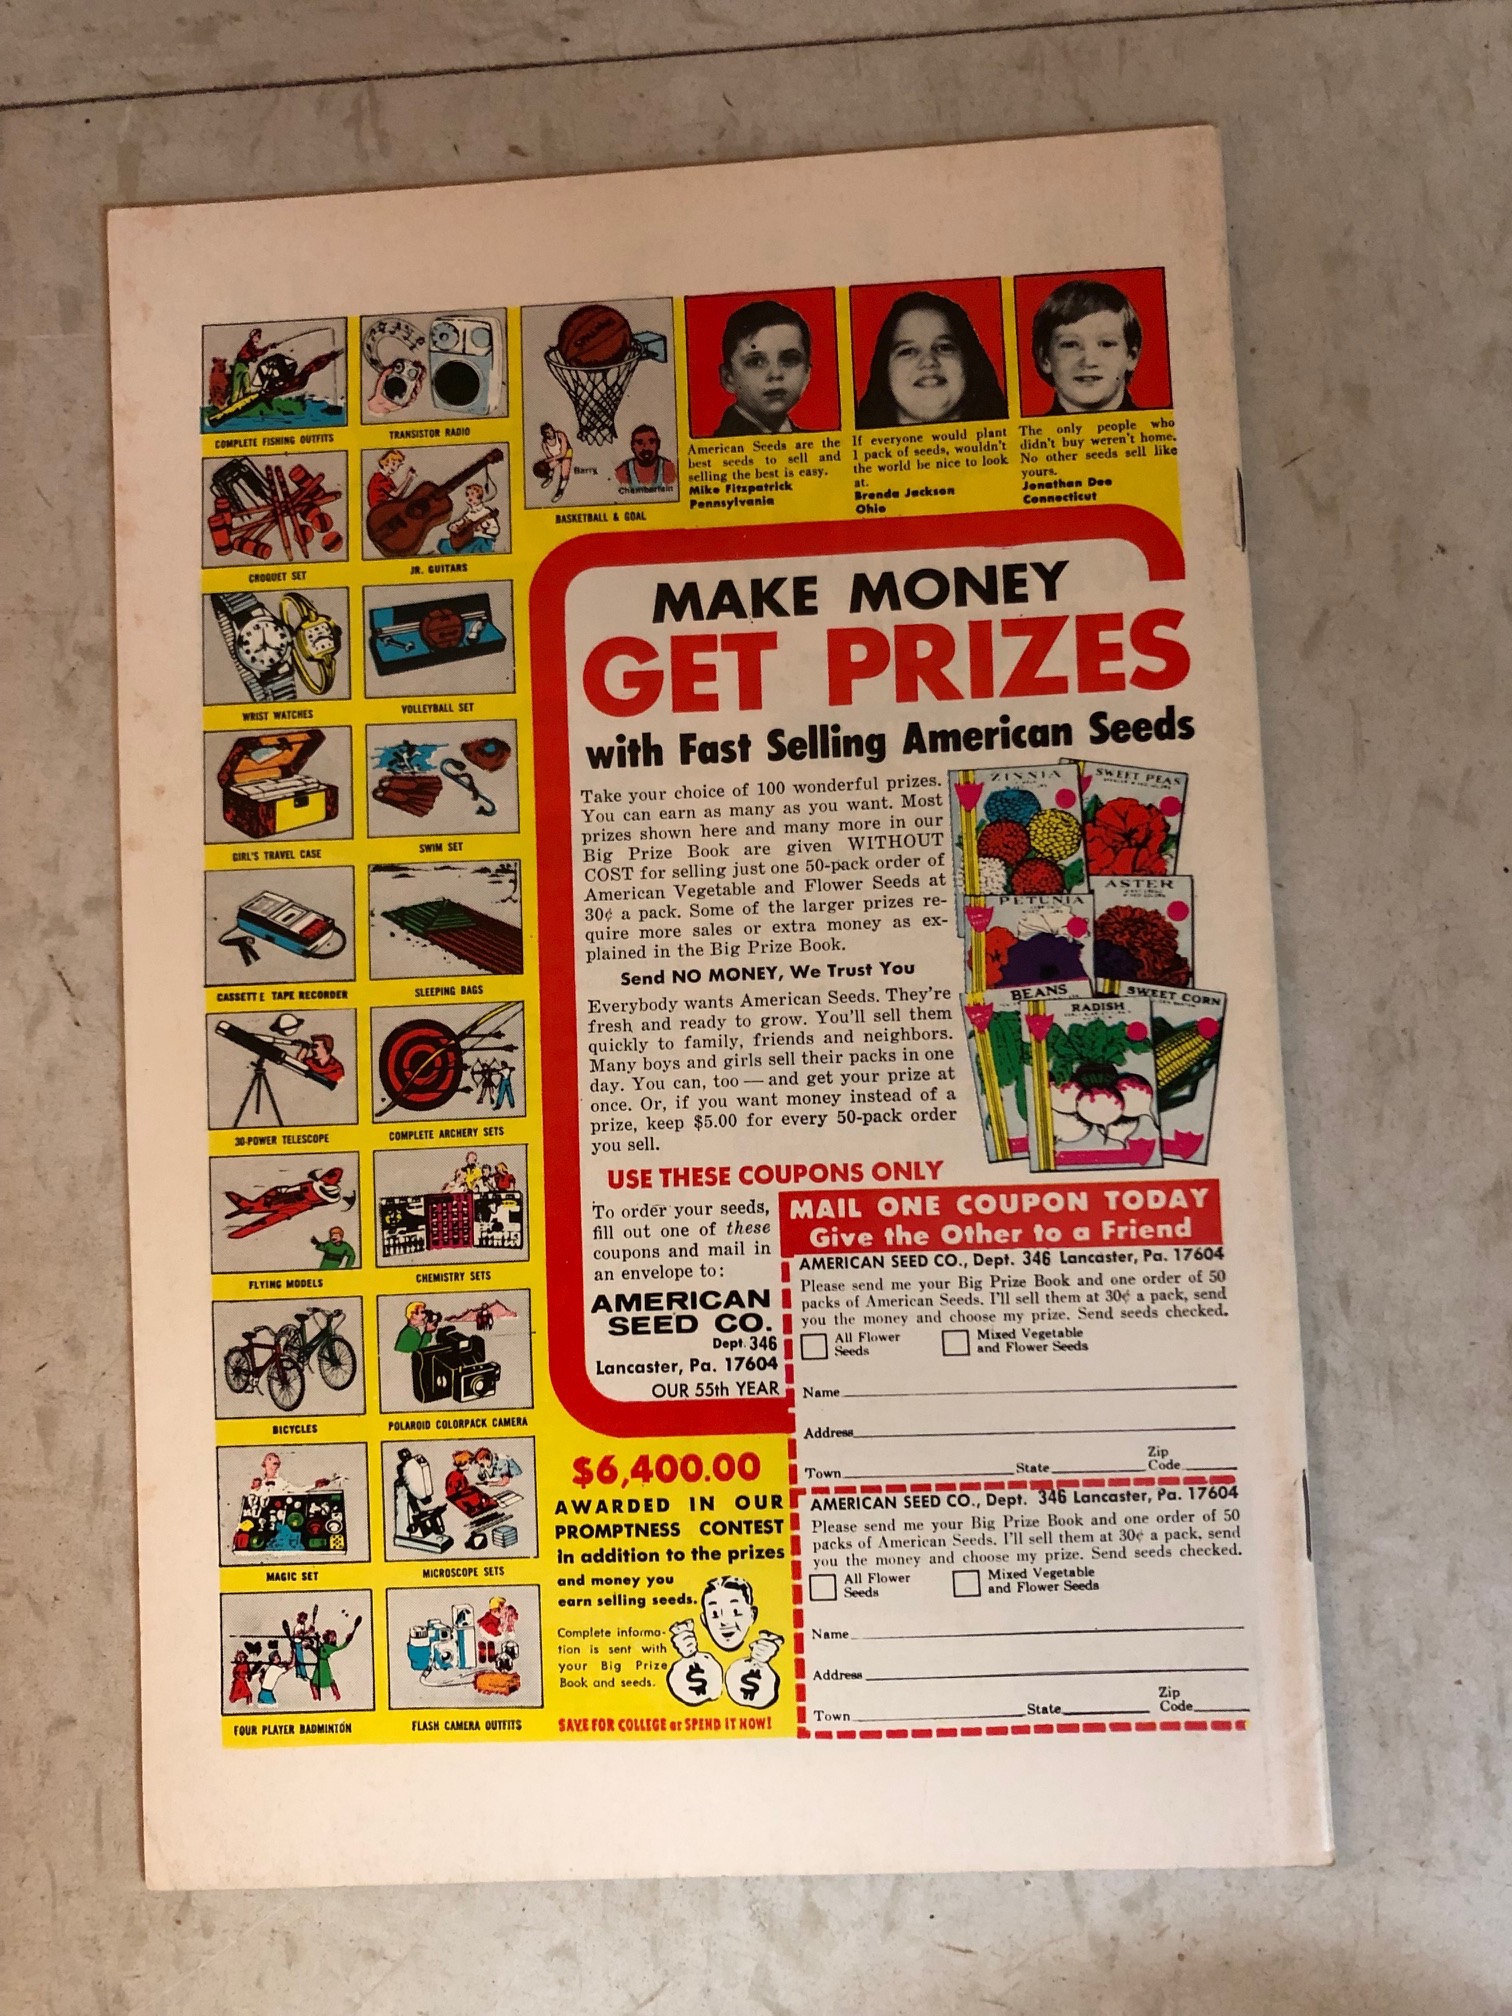 COMPLETE FISHING OUTFITS
TRANSISTOR RADIO
Barry
Chamberlain
BASKETBALL & GOAL
American Seeds are the
best seeds to sell and
selling the best is easy.
Mike Fitzpatrick
Pennsylvania
If everyone would plant
1 pack of seeds, wouldn't
the world be nice to look
at.
Brenda Jackson
Ohio
The only people who
didn't buy weren't home.
No other seeds sell like
yours.
Jonathan Dee
Connecticut
CROQUET SET
JR. GUITARS
WRIST WATCHES
VOLLEYBALL SET
GIRL'S TRAVEL CASE
SWIM SET
CASSETTE TAPE RECORDER
SLEEPING BAGS
30-POWER TELESCOPE
COMPLETE ARCHERY SETS
FLYING MODELS
CHEMISTRY SETS
BICYCLES
POLAROID COLORPACK CAMERA
MAGIC SET
MICROSCOPE SETS
FOUR PLAYER BADMINTON
FLASH CAMERA OUTFITS
MAKE MONEY
GET PRIZES
with Fast Selling American Seeds
Take your choice of 100 wonderful prizes.
You can earn as many as you want. Most
prizes shown here and many more in our
Big Prize Book are given WITHOUT
COST for selling just one 50-pack order of
American Vegetable and Flower Seeds at
30¢ a pack. Some of the larger prizes re-
quire more sales or extra money as ex-
plained in the Big Prize Book.
Send NO MONEY, We Trust You
Everybody wants American Seeds. They're
fresh and ready to grow. You'll sell them
quickly to family, friends and neighbors.
Many boys and girls sell their packs in one
day. You can, too — and get your prize at
once. Or, if you want money instead of a
prize, keep $5.00 for every 50-pack order
you sell.
ZINNIA
SWEET PEAS
PETUNIA
ASTER
BEANS
RADISH
SWEET CORN
USE THESE COUPONS ONLY
To order your seeds,
fill out one of these
coupons and mail in
an envelope to:
AMERICAN
SEED CO.
Dept. 346
Lancaster, Pa. 17604
OUR 55th YEAR
MAIL ONE COUPON TODAY
Give the Other to a Friend
AMERICAN SEED CO., Dept. 346 Lancaster, Pa. 17604
Please send me your Big Prize Book and one order of 50
packs of American Seeds. I'll sell them at 30¢ a pack, send
you the money and choose my prize. Send seeds checked.
All Flower
Seeds
Mixed Vegetable
and Flower Seeds
Name
Address
Town State Zip
Code
AMERICAN SEED CO., Dept. 346 Lancaster, Pa. 17604
Please send me your Big Prize Book and one order of 50
packs of American Seeds. I'll sell them at 30¢ a pack, send
you the money and choose my prize. Send seeds checked.
All Flower
Seeds
Mixed Vegetable
and Flower Seeds
Name
Address
Town State Zip
Code
$6,400.00
AWARDED IN OUR
PROMPTNESS CONTEST
in addition to the prizes
and money you
earn selling seeds.
Complete informa-
tion is sent with
your Big Prize
Book and seeds.
$ $
SAVE FOR COLLEGE or SPEND IT NOW!